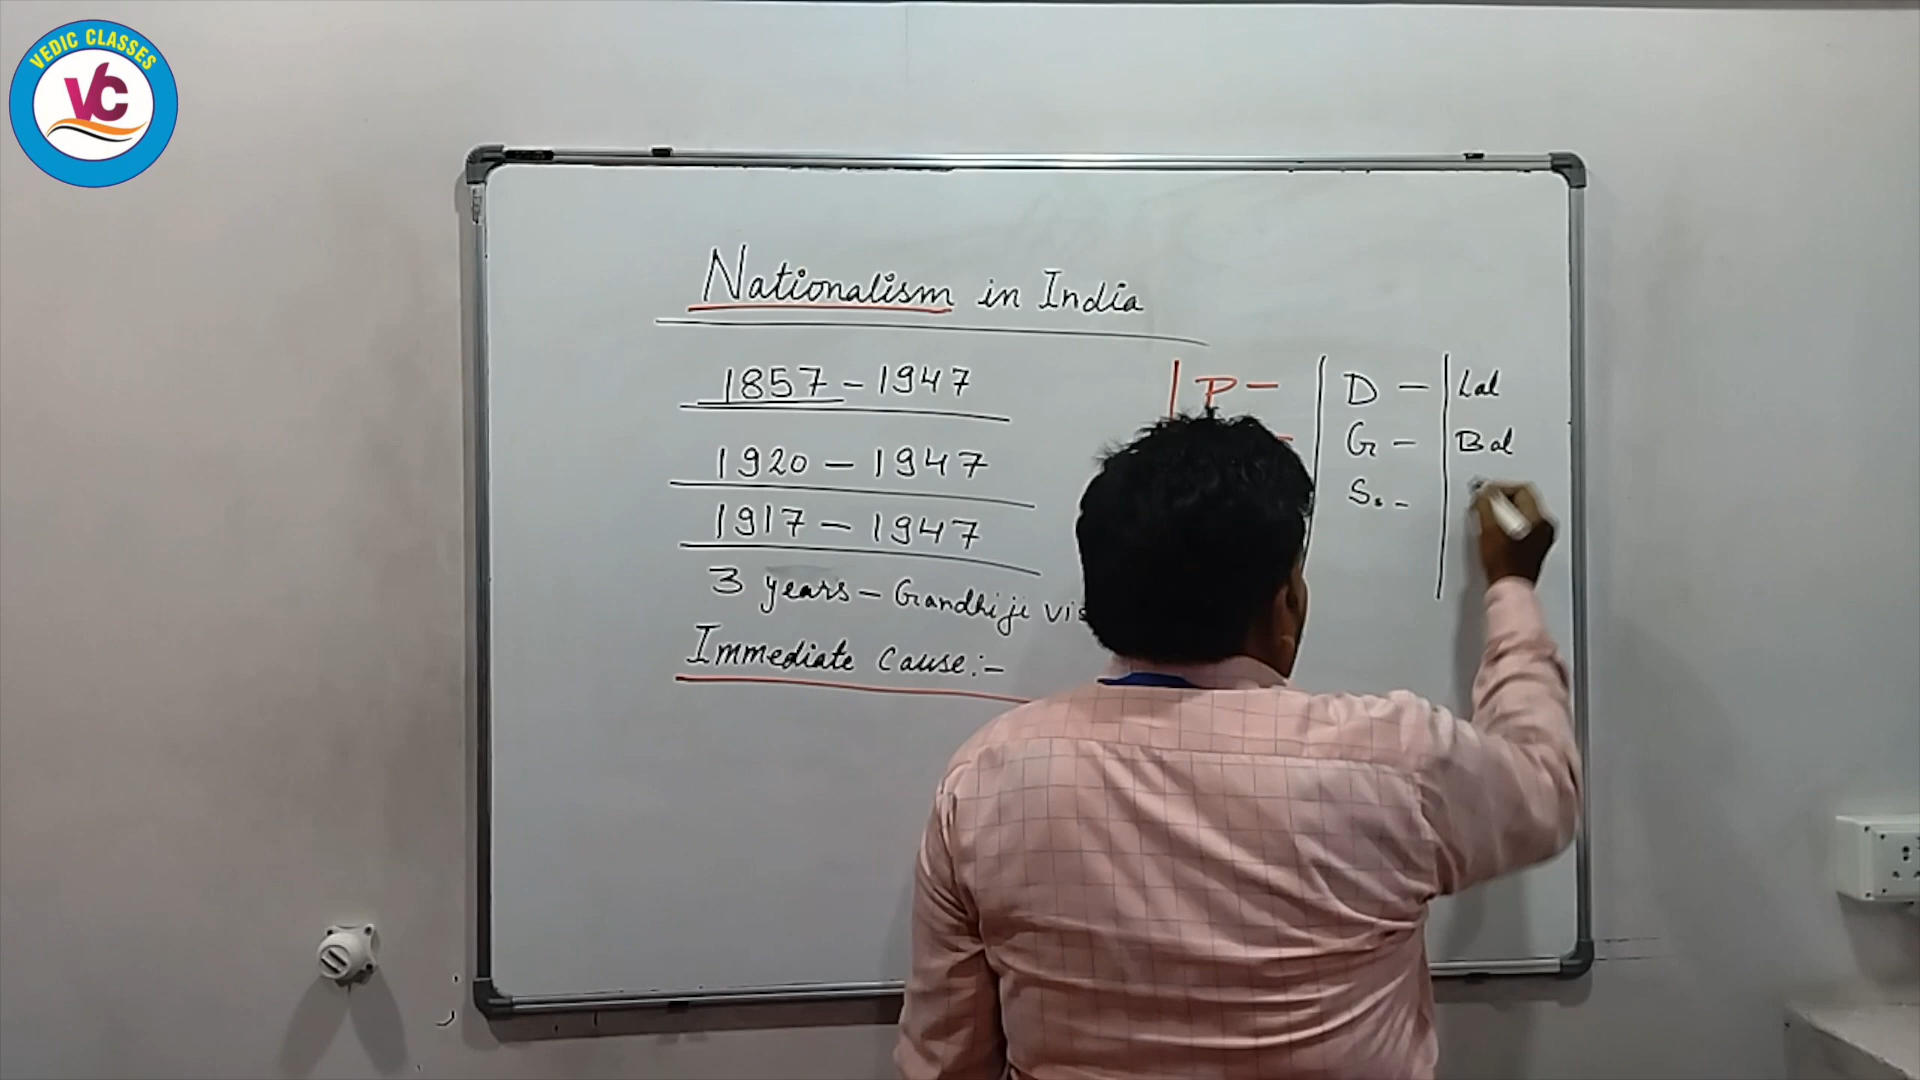 VEDIC CLASSES
VC
Nationalism in India
1857 - 1947
1920 - 1947
1917 - 1947
3 years - Gandhiji
Immediate Cause:-
P -
D - Lal
G - Bal
S. -